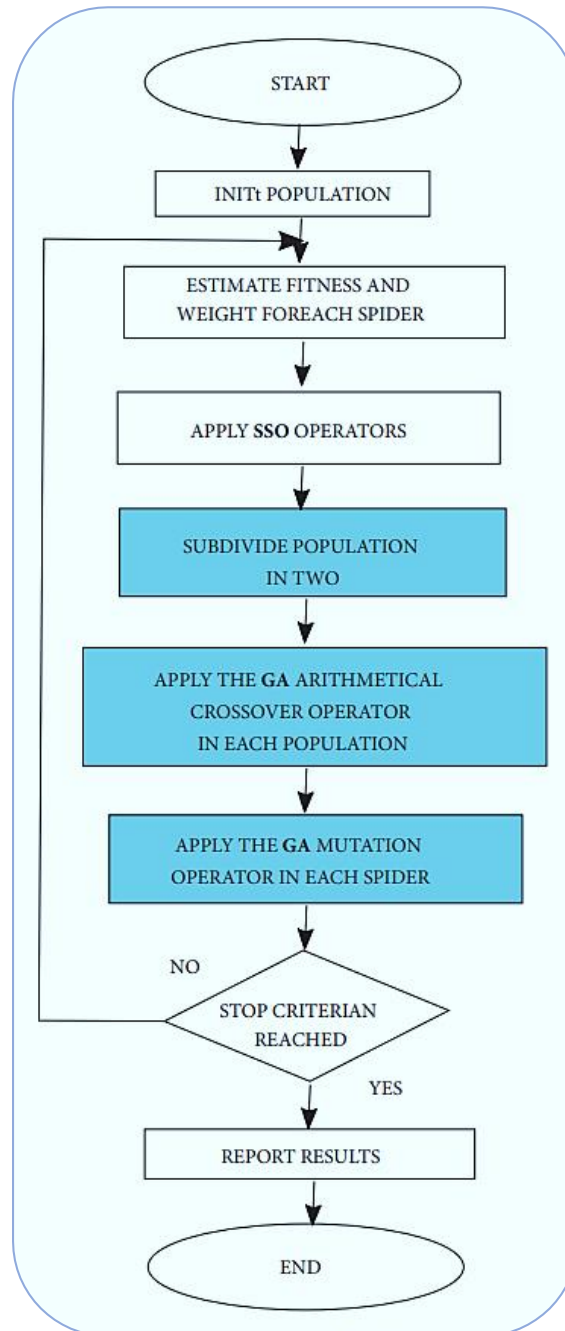 START
INITt POPULATION
ESTIMATE FITNESS AND
WEIGHT FOREACH SPIDER
APPLY SSO OPERATORS
SUBDIVIDE POPULATION
IN TWO
APPLY THE GA ARITHMETICAL
CROSSOVER OPERATOR
IN EACH POPULATION
APPLY THE GA MUTATION
OPERATOR IN EACH SPIDER
NO
STOP CRITERIAN
REACHED
YES
REPORT RESULTS
END